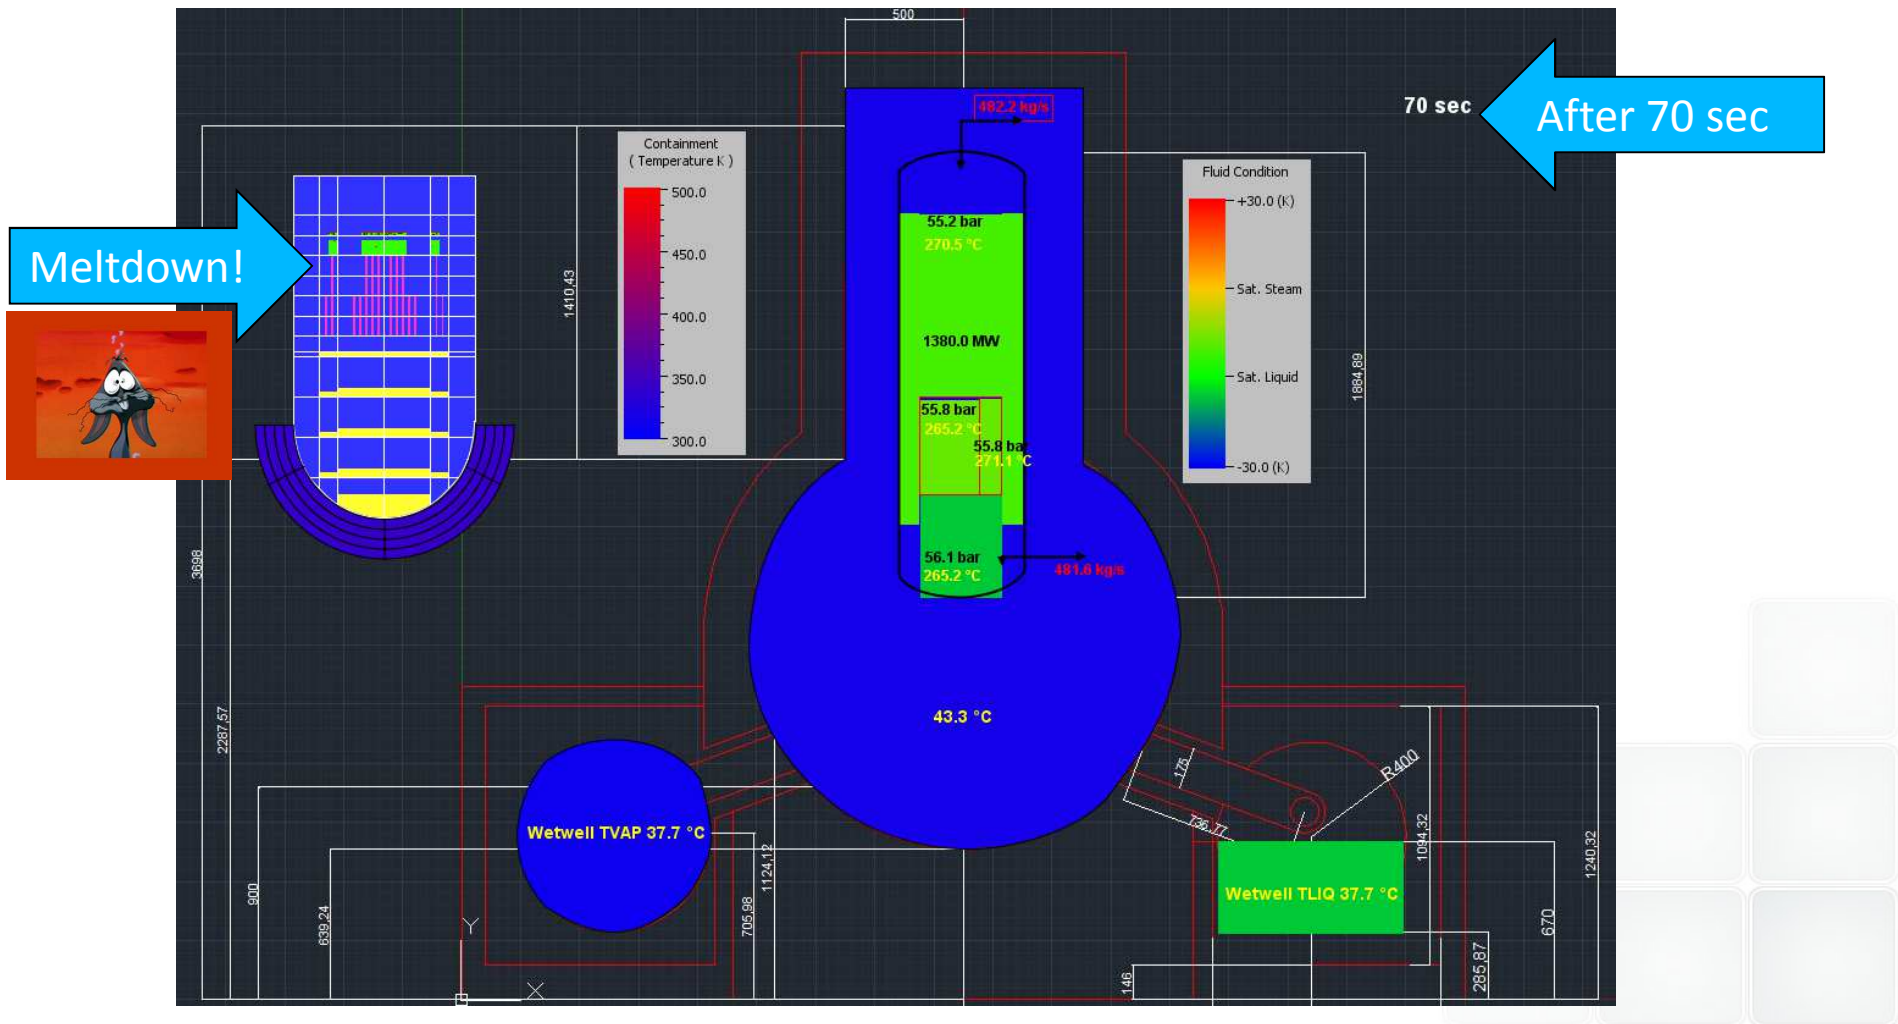 500
482.2 kg/s
70 sec
After 70 sec
Containment
( Temperature K )
500.0
450.0
400.0
350.0
300.0
Fluid Condition
+30.0 (K)
Sat. Steam
Sat. Liquid
-30.0 (K)
Meltdown!
1410,43
55.2 bar
270.5 °C
1380.0 MW
55.8 bar
265.2 °C
55.8 bar
271.1 °C
56.1 bar
265.2 °C
481.6 kg/s
1884,89
3698
2287,57
43.3 °C
175
R400
736,77
Wetwell TVAP 37.7 °C
Wetwell TLIQ 37.7 °C
900
639,24
1124,12
705,98
1094,32
1240,32
670
285,87
146
Y
X